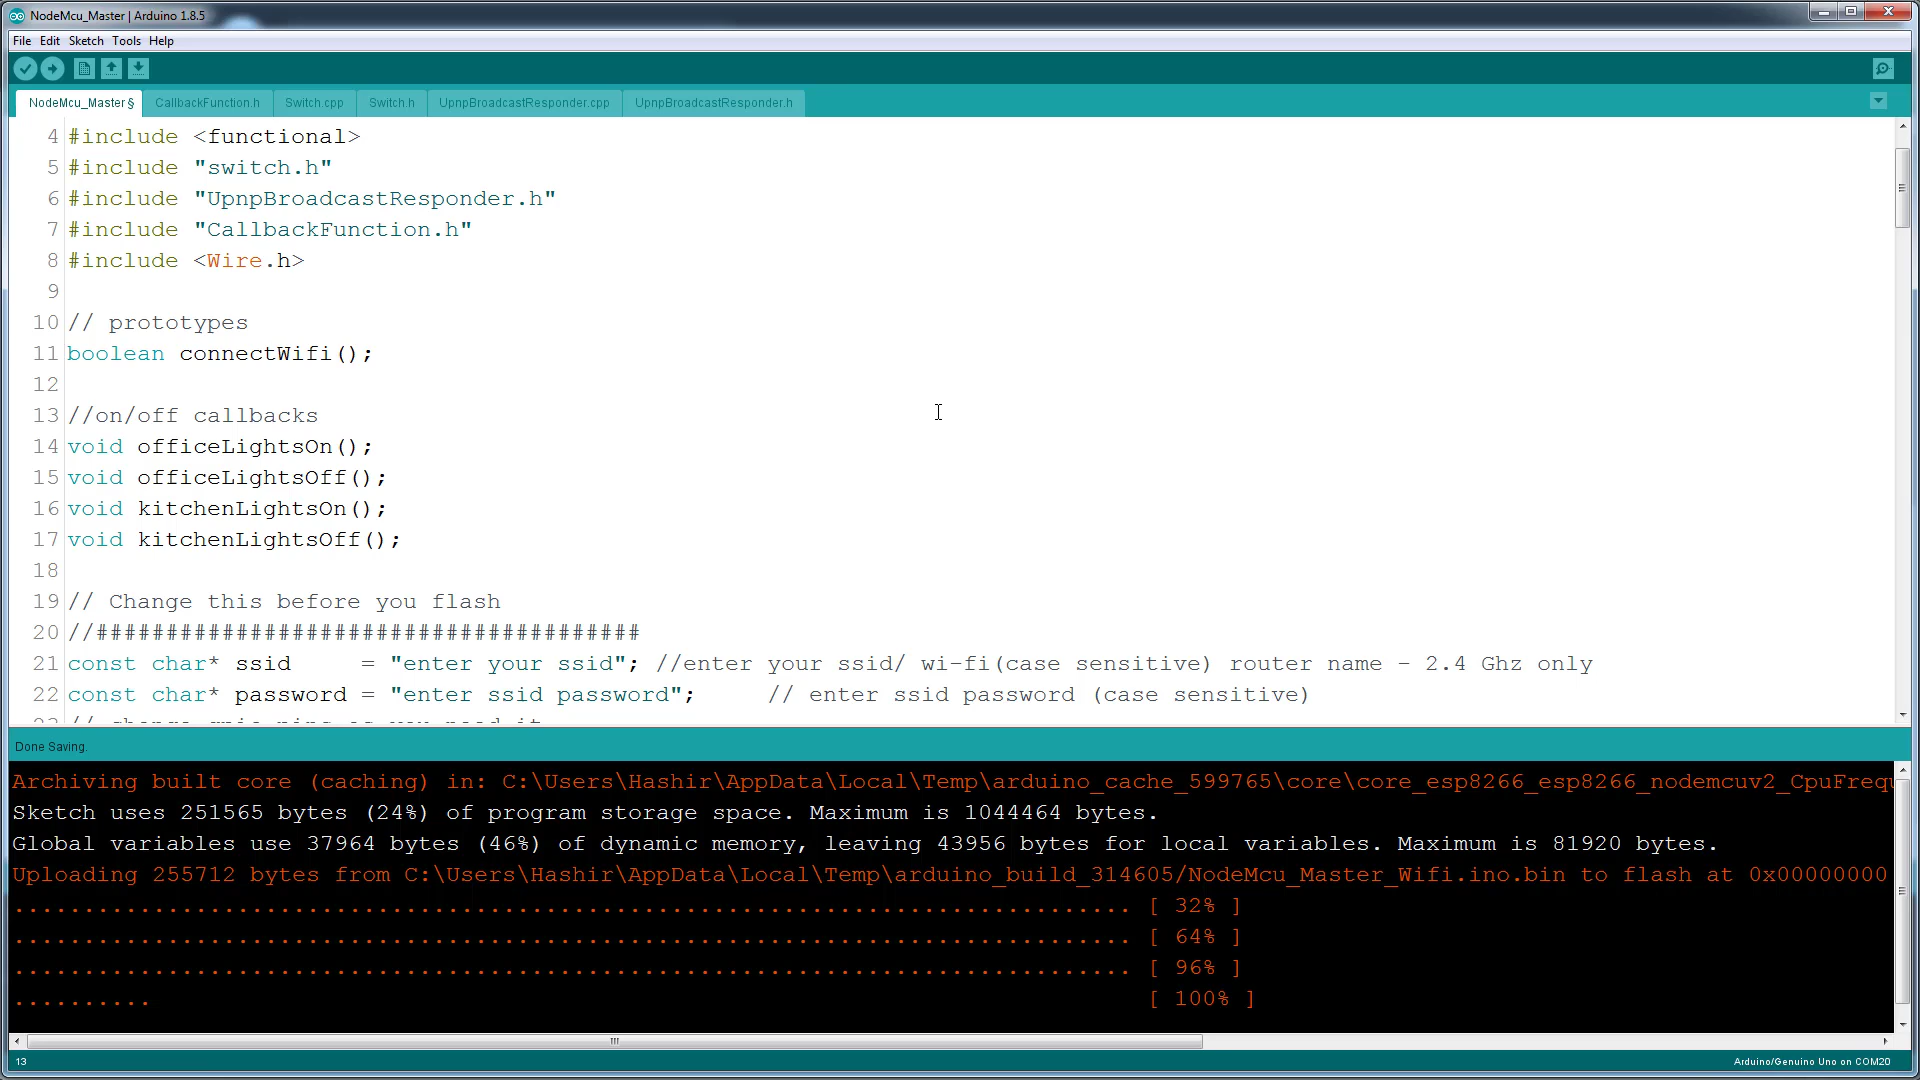 NodeMcu_Master | Arduino 1.8.5
File Edit Sketch Tools Help
NodeMcu_Master § CallbackFunction.h Switch.cpp Switch.h UpnpBroadcastResponder.cpp UpnpBroadcastResponder.h
4 #include <functional>
5 #include "switch.h"
6 #include "UpnpBroadcastResponder.h"
7 #include "CallbackFunction.h"
8 #include <Wire.h>
9
10 // prototypes
11 boolean connectWifi();
12
13 //on/off callbacks
14 void officeLightsOn();
15 void officeLightsOff();
16 void kitchenLightsOn();
17 void kitchenLightsOff();
18
19 // Change this before you flash
20 //#######################################
21 const char* ssid     = "enter your ssid"; //enter your ssid/ wi-fi(case sensitive) router name - 2.4 Ghz only
22 const char* password = "enter ssid password";     // enter ssid password (case sensitive)
Done Saving.
Archiving built core (caching) in: C:\Users\Hashir\AppData\Local\Temp\arduino_cache_599765\core\core_esp8266_esp8266_nodemcuv2_CpuFrequ
Sketch uses 251565 bytes (24%) of program storage space. Maximum is 1044464 bytes.
Global variables use 37964 bytes (46%) of dynamic memory, leaving 43956 bytes for local variables. Maximum is 81920 bytes.
Uploading 255712 bytes from C:\Users\Hashir\AppData\Local\Temp\arduino_build_314605/NodeMcu_Master_Wifi.ino.bin to flash at 0x00000000
................................................................................ [ 32% ]
................................................................................ [ 64% ]
................................................................................ [ 96% ]
.......... [ 100% ]
13
Arduino/Genuino Uno on COM20